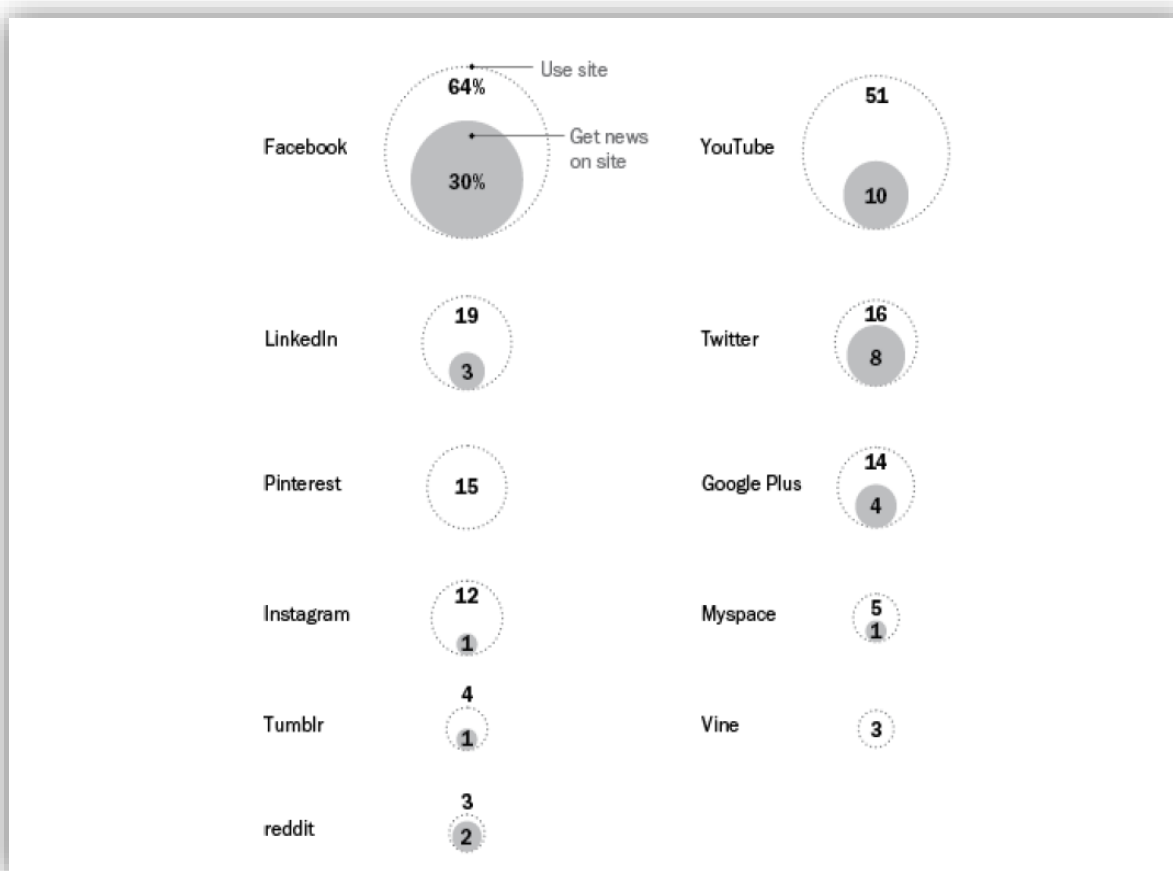 Use site
64%
Facebook
Get news
on site
30%
51
YouTube
10
19
LinkedIn
3
16
Twitter
8
Pinterest
15
14
Google Plus
4
12
Instagram
1
5
Myspace
1
4
Tumblr
1
Vine
3
3
reddit
2